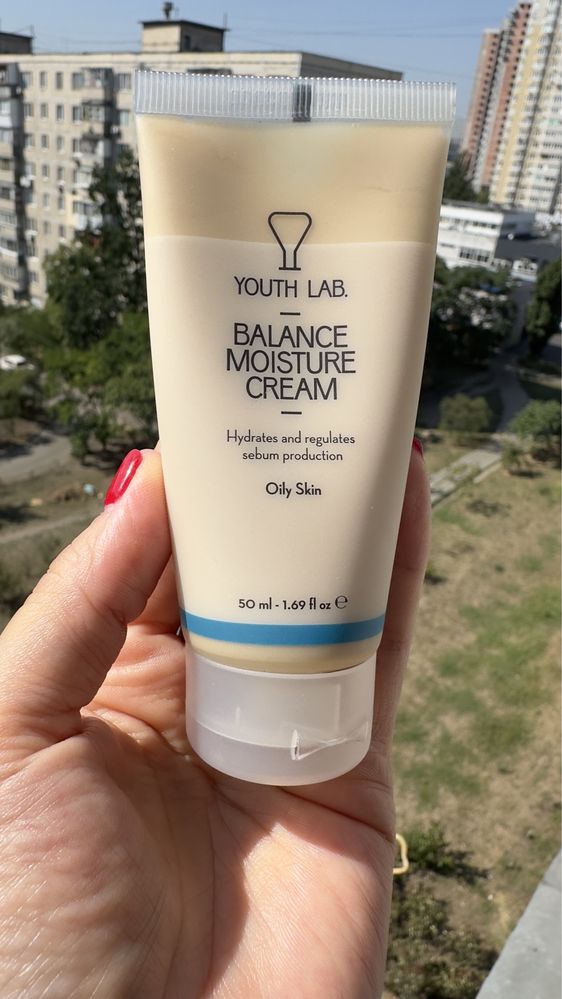 YOUTH LAB.
BALANCE
MOISTURE
CREAM
Hydrates and regulates
sebum production
Oily Skin
50 ml - 1.69 fl oz ℮